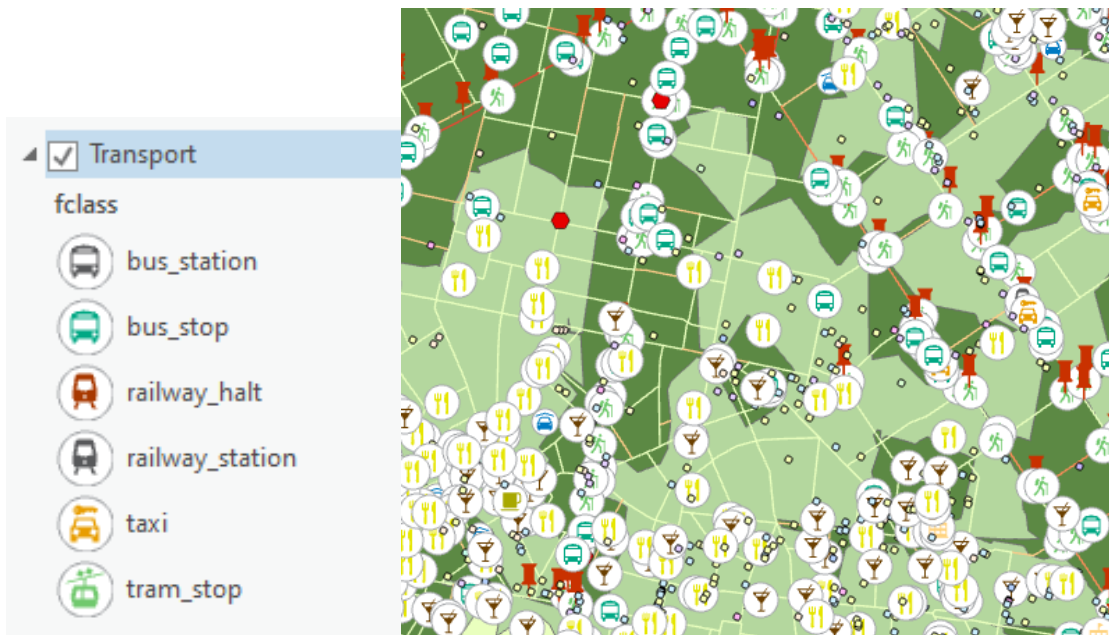 Transport
fclass
bus_station
bus_stop
railway_halt
railway_station
taxi
tram_stop